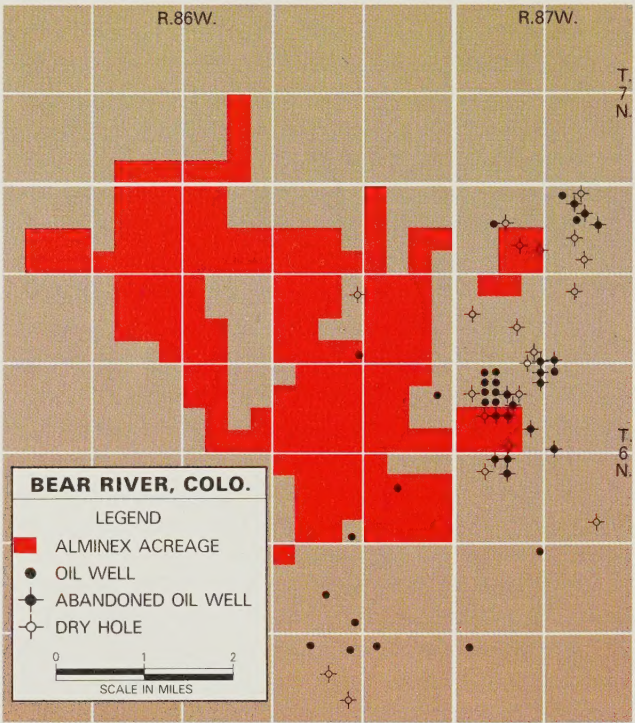 R.86W.
R.87W.
T.
7
N.
T.
6
N.
BEAR RIVER, COLO.
LEGEND
ALMINEX ACREAGE
OIL WELL
ABANDONED OIL WELL
DRY HOLE
0 1 2
SCALE IN MILES